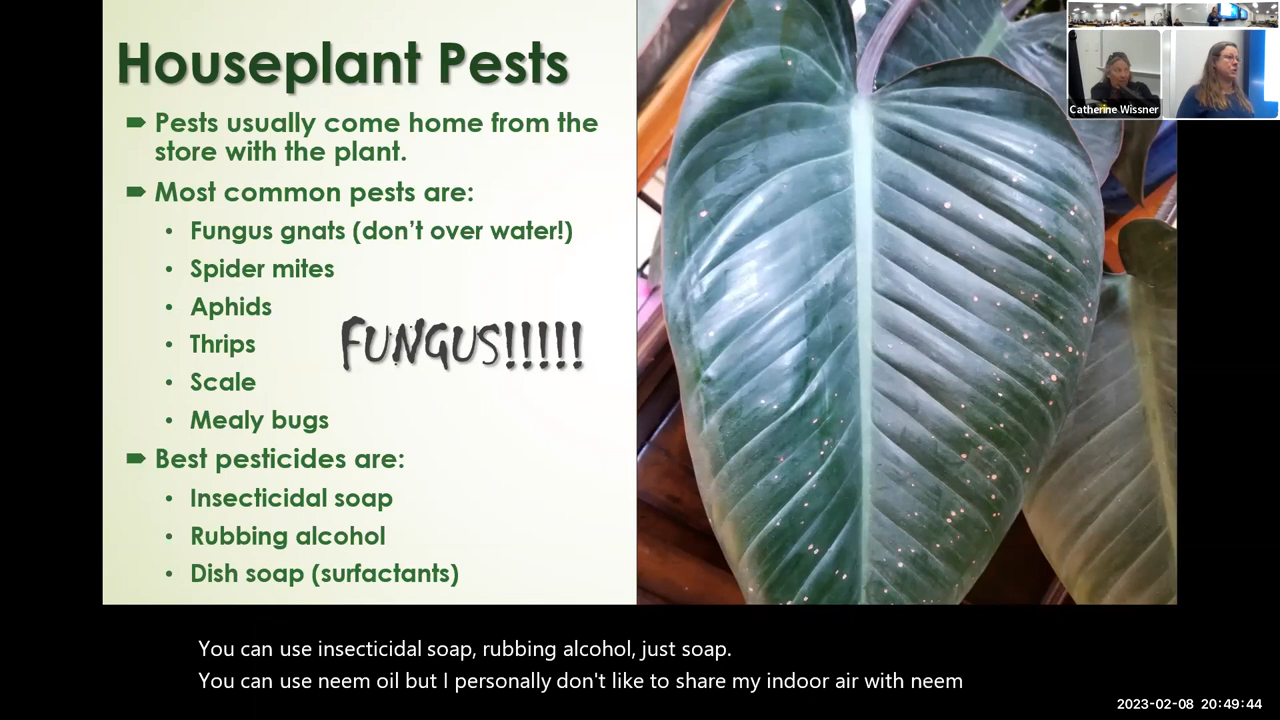 Houseplant Pests
Pests usually come home from the
store with the plant.
Most common pests are:
Fungus gnats (don’t over water!)
Spider mites
Aphids
Thrips
Scale
Mealy bugs
FUNGUS!!!!!
Best pesticides are:
Insecticidal soap
Rubbing alcohol
Dish soap (surfactants)
Catherine Wissner
You can use insecticidal soap, rubbing alcohol, just soap.
You can use neem oil but I personally don't like to share my indoor air with neem
2023-02-08 20:49:44